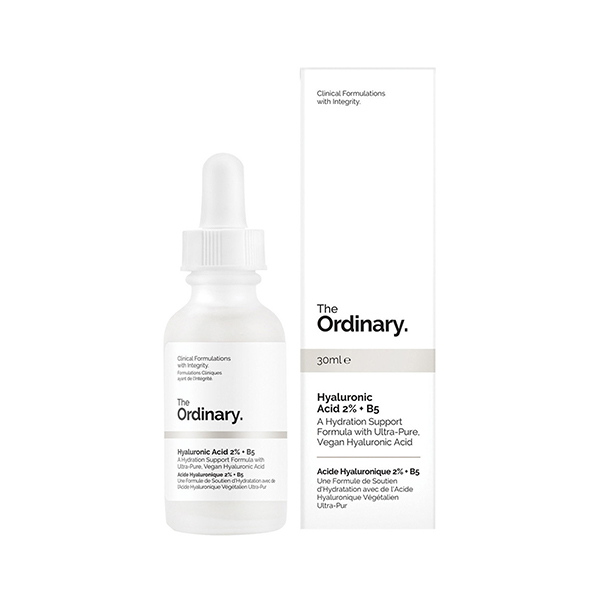 Clinical Formulations
with Integrity.
Formulations Cliniques
ayant de l'Intégrité
The
Ordinary.
Hyaluronic Acid 2% + B5
A Hydration Support Formula with
Ultra-Pure, Vegan Hyaluronic Acid
Acide Hyaluronique 2% + B5
Une Formule de Soutien d'Hydratation avec de
l'Acide Hyaluronique Végétalien Ultra-Pur
Clinical Formulations
with Integrity.
The
Ordinary.
30ml ℮
Hyaluronic
Acid 2% + B5
A Hydration Support
Formula with Ultra-Pure,
Vegan Hyaluronic Acid
Acide Hyaluronique 2% + B5
Une Formule de Soutien
d'Hydratation avec de l'Acide
Hyaluronique Végétalien
Ultra-Pur